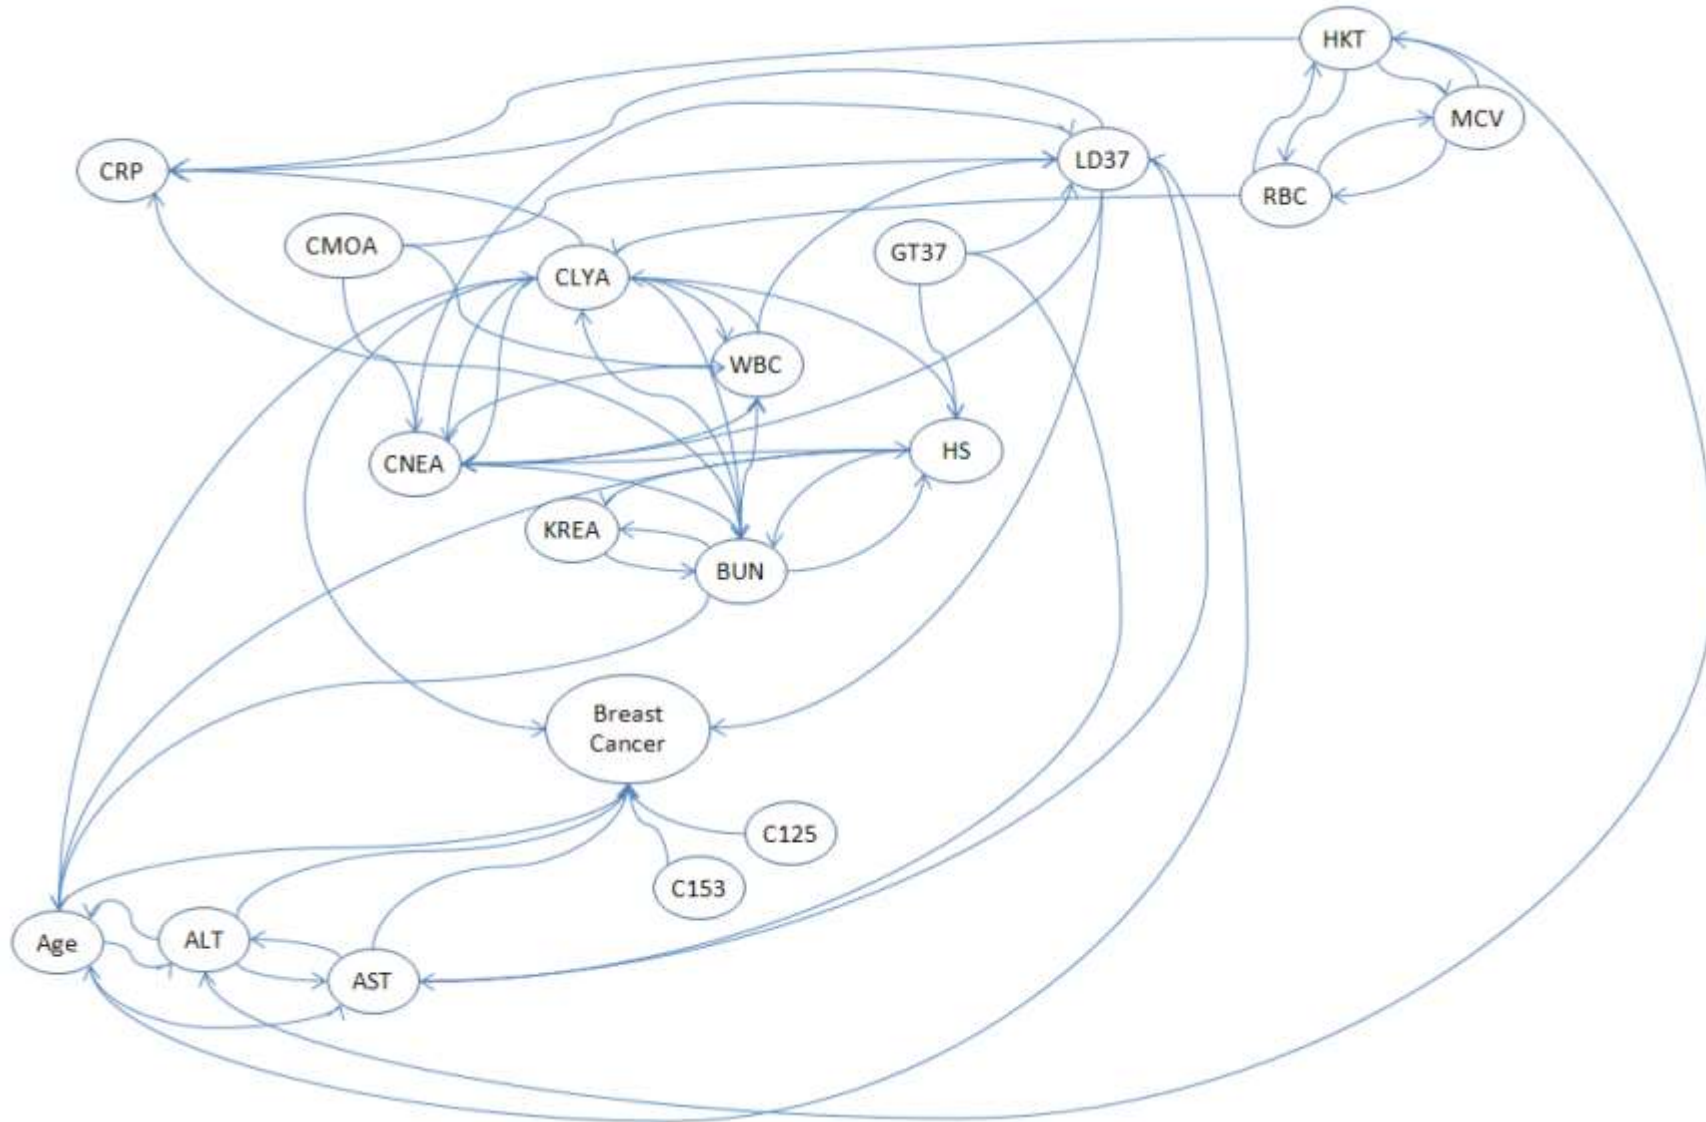 HKT
MCV
CRP
LD37
RBC
CMOA
GT37
CLYA
WBC
CNEA
HS
KREA
BUN
Breast
Cancer
C125
C153
Age
ALT
AST